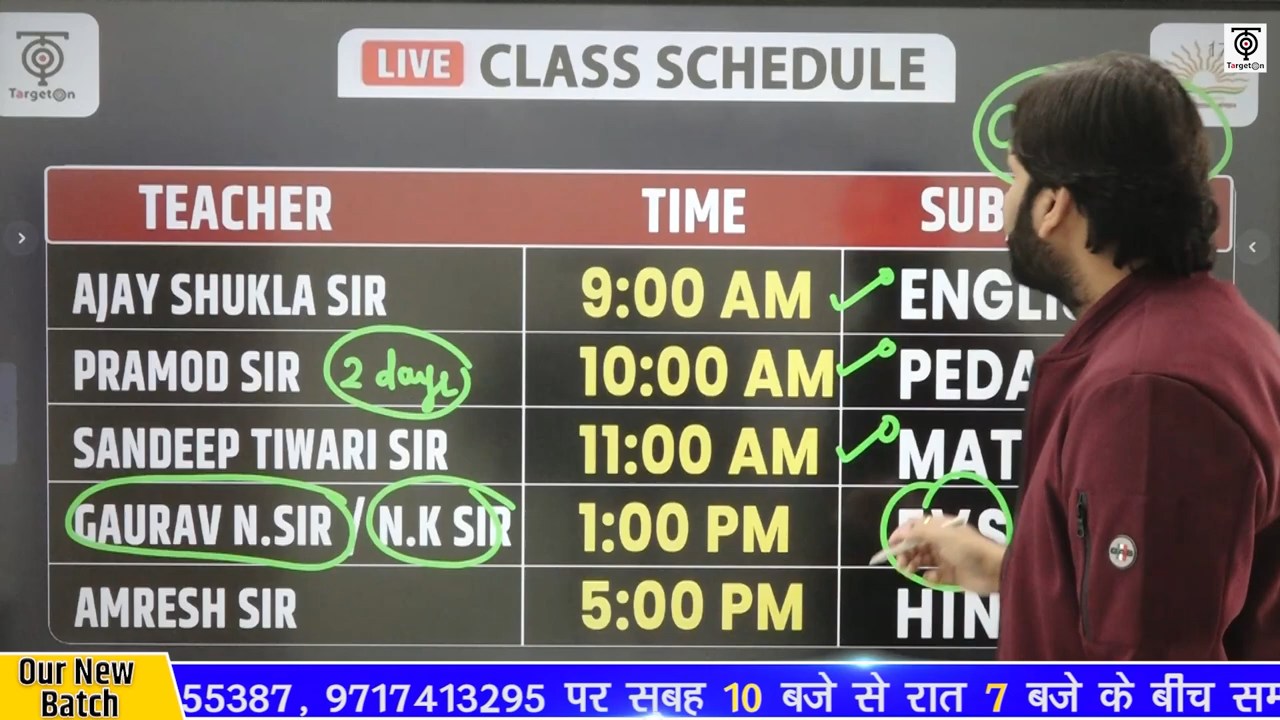 TargetOn
LIVE CLASS SCHEDULE
TargetOn
TEACHER TIME SUB
AJAY SHUKLA SIR 9:00 AM ENGLI
PRAMOD SIR 2 days 10:00 AM PEDA
SANDEEP TIWARI SIR 11:00 AM MAT
GAURAV N.SIR / N.K SIR 1:00 PM EVS
AMRESH SIR 5:00 PM HIN
Our New
Batch
55387, 9717413295 पर सबह 10 बजे से रात 7 बजे के बीच सम